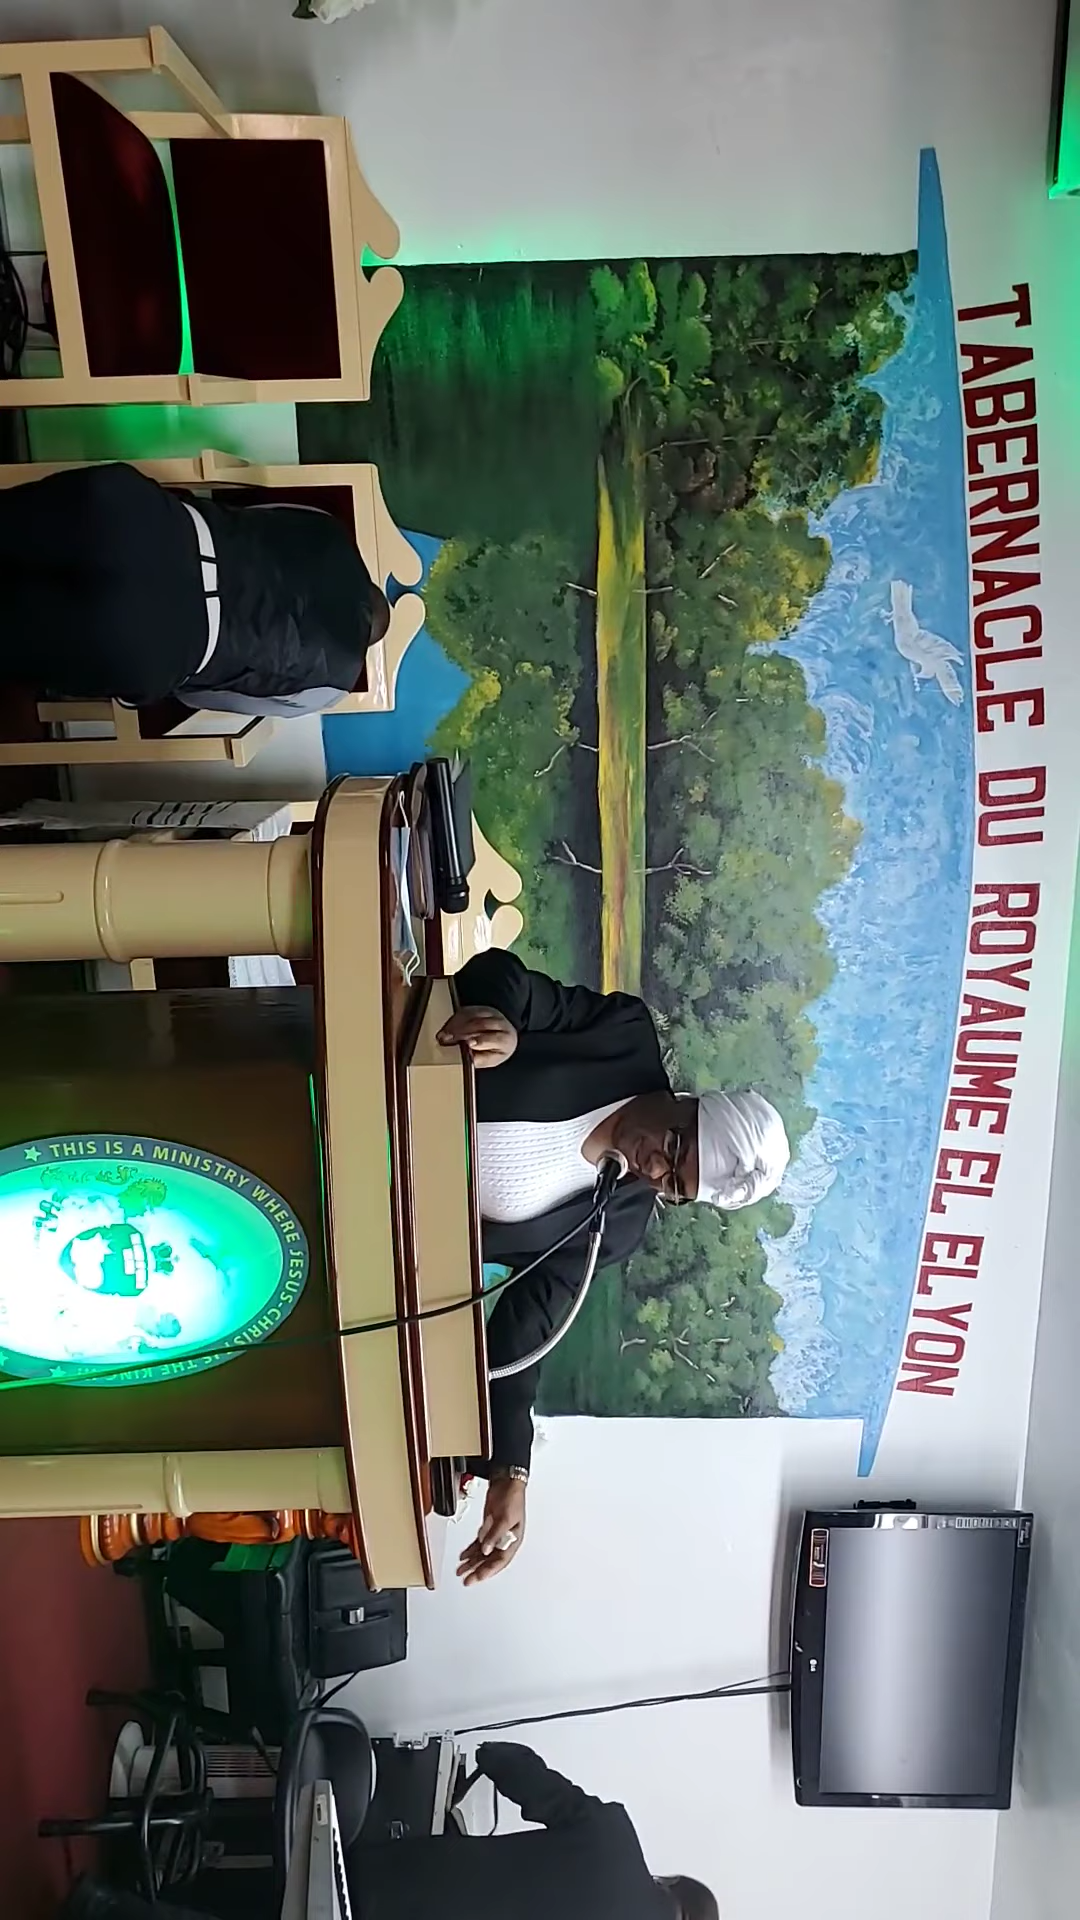 TABERNACLE DU ROYAUME EL ELYON
THIS IS A MINISTRY WHERE JESUS-CHRIST IS THE KING